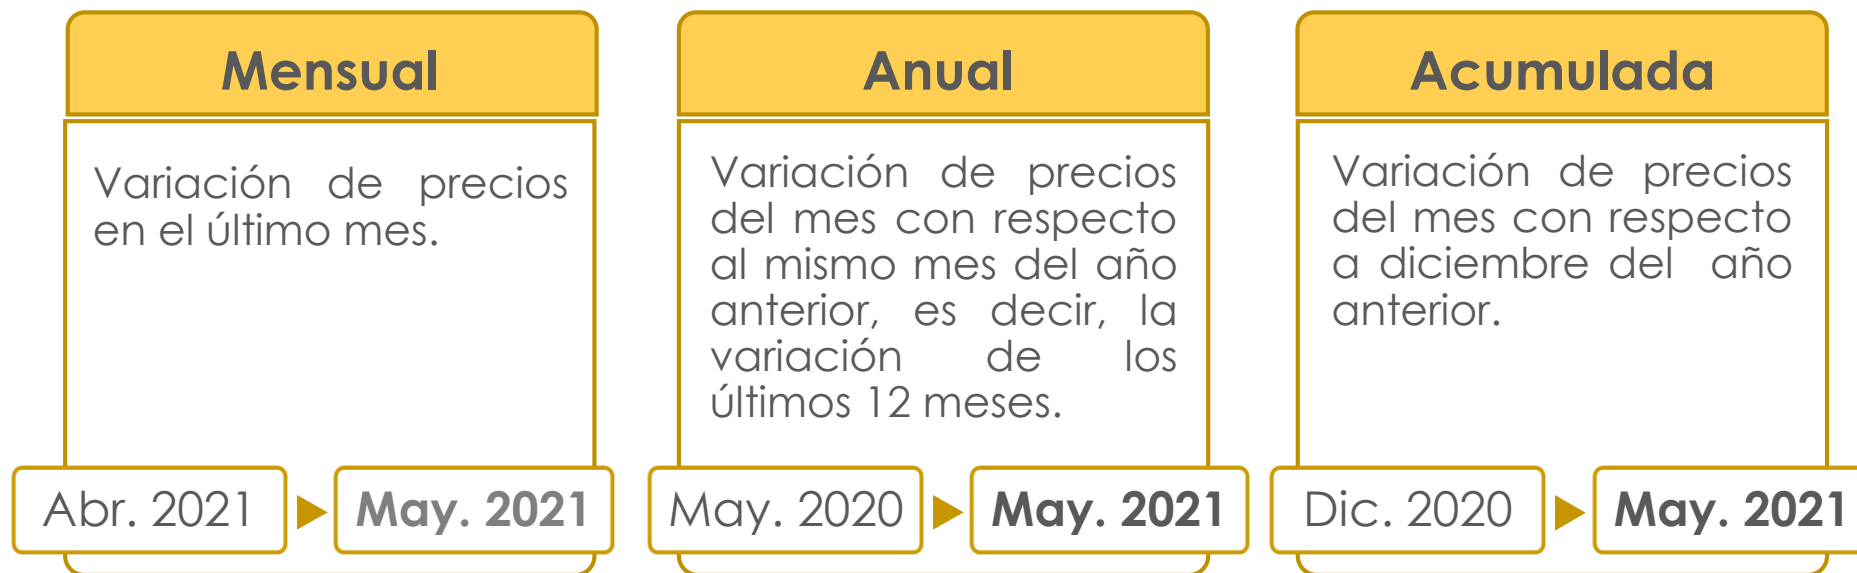 Mensual
Variación de precios
en el último mes.
Abr. 2021
May. 2021
Anual
Variación de precios
del mes con respecto
al mismo mes del año
anterior, es decir, la
variación de los
últimos 12 meses.
May. 2020
May. 2021
Acumulada
Variación de precios
del mes con respecto
a diciembre del año
anterior.
Dic. 2020
May. 2021